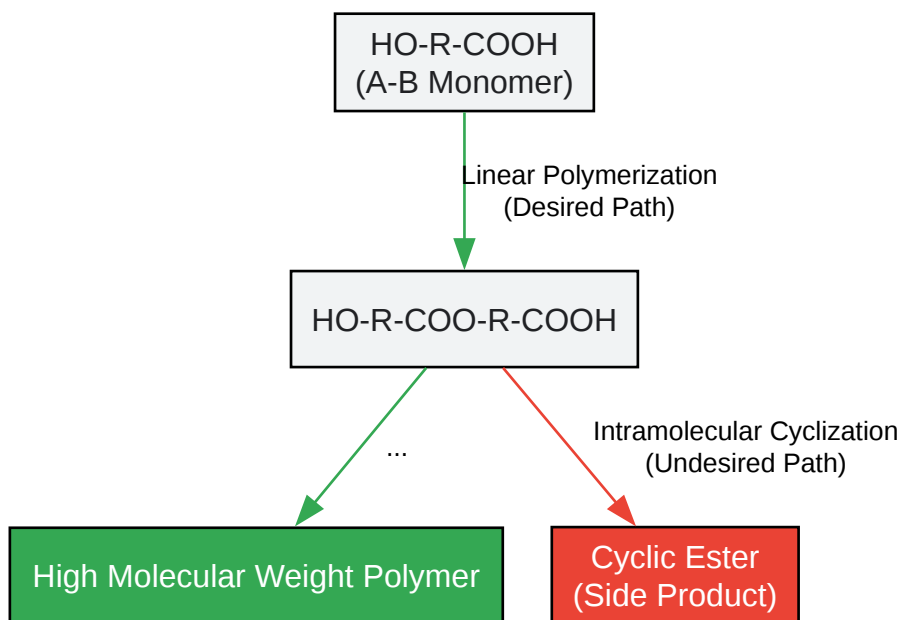 HO-R-COOH
(A-B Monomer)
Linear Polymerization
(Desired Path)
HO-R-COO-R-COOH
...
Intramolecular Cyclization
(Undesired Path)
High Molecular Weight Polymer
Cyclic Ester
(Side Product)